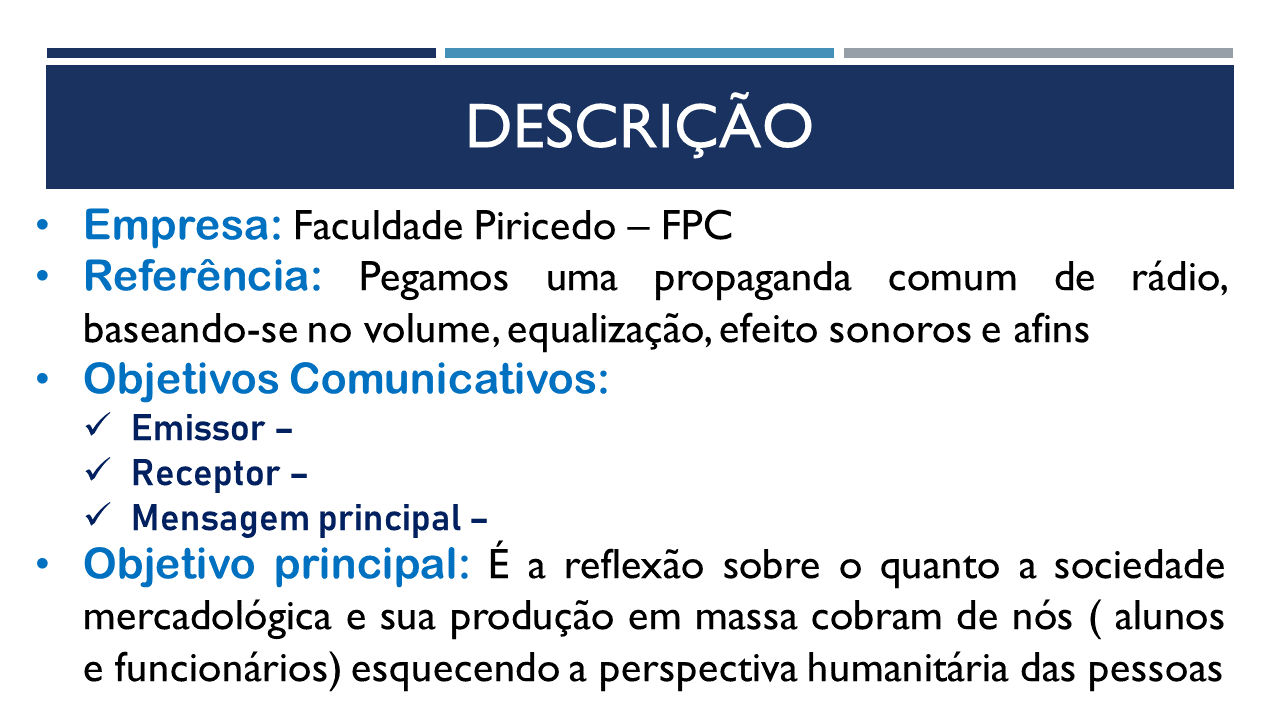 DESCRIÇÃO
• Empresa: Faculdade Piricedo – FPC
• Referência: Pegamos uma propaganda comum de rádio,
baseando-se no volume, equalização, efeito sonoros e afins
• Objetivos Comunicativos:
✓ Emissor –
✓ Receptor –
✓ Mensagem principal –
• Objetivo principal: É a reflexão sobre o quanto a sociedade
mercadológica e sua produção em massa cobram de nós ( alunos
e funcionários) esquecendo a perspectiva humanitária das pessoas